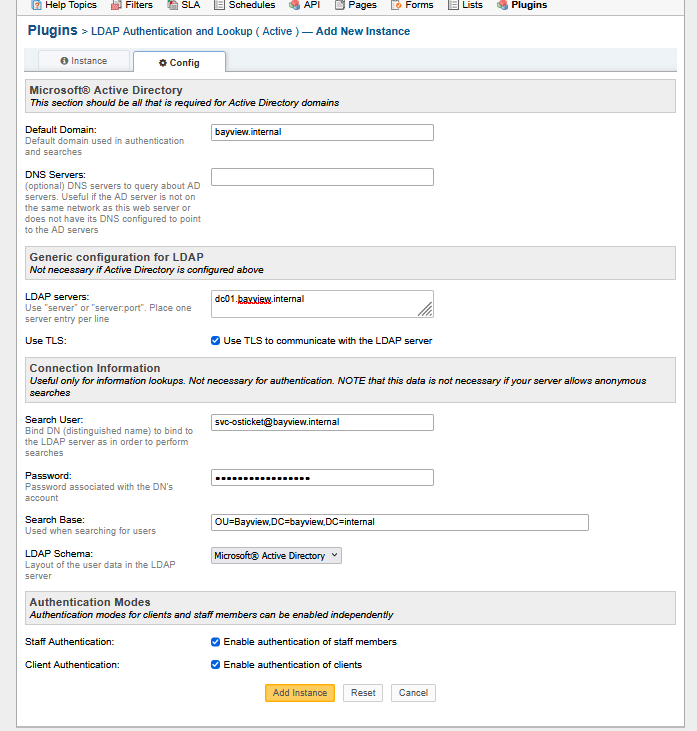 Help Topics Filters SLA Schedules API Pages Forms Lists Plugins
Plugins > LDAP Authentication and Lookup ( Active ) — Add New Instance
Instance Config
Microsoft® Active Directory
This section should be all that is required for Active Directory domains
Default Domain: bayview.internal
Default domain used in authentication
and searches
DNS Servers:
(optional) DNS servers to query about AD
servers. Useful if the AD server is not on
the same network as this web server or
does not have its DNS configured to point
to the AD servers
Generic configuration for LDAP
Not necessary if Active Directory is configured above
LDAP servers: dc01.bayview.internal
Use "server" or "server:port". Place one
server entry per line
Use TLS: Use TLS to communicate with the LDAP server
Connection Information
Useful only for information lookups. Not necessary for authentication. NOTE that this data is not necessary if your server allows anonymous
searches
Search User: svc-osticket@bayview.internal
Bind DN (distinguished name) to bind to
the LDAP server as in order to perform
searches
Password: •••••••••••••••••
Password associated with the DN's
account
Search Base: OU=Bayview,DC=bayview,DC=internal
Used when searching for users
LDAP Schema: Microsoft® Active Directory
Layout of the user data in the LDAP
server
Authentication Modes
Authentication modes for clients and staff members can be enabled independently
Staff Authentication: Enable authentication of staff members
Client Authentication: Enable authentication of clients
Add Instance Reset Cancel